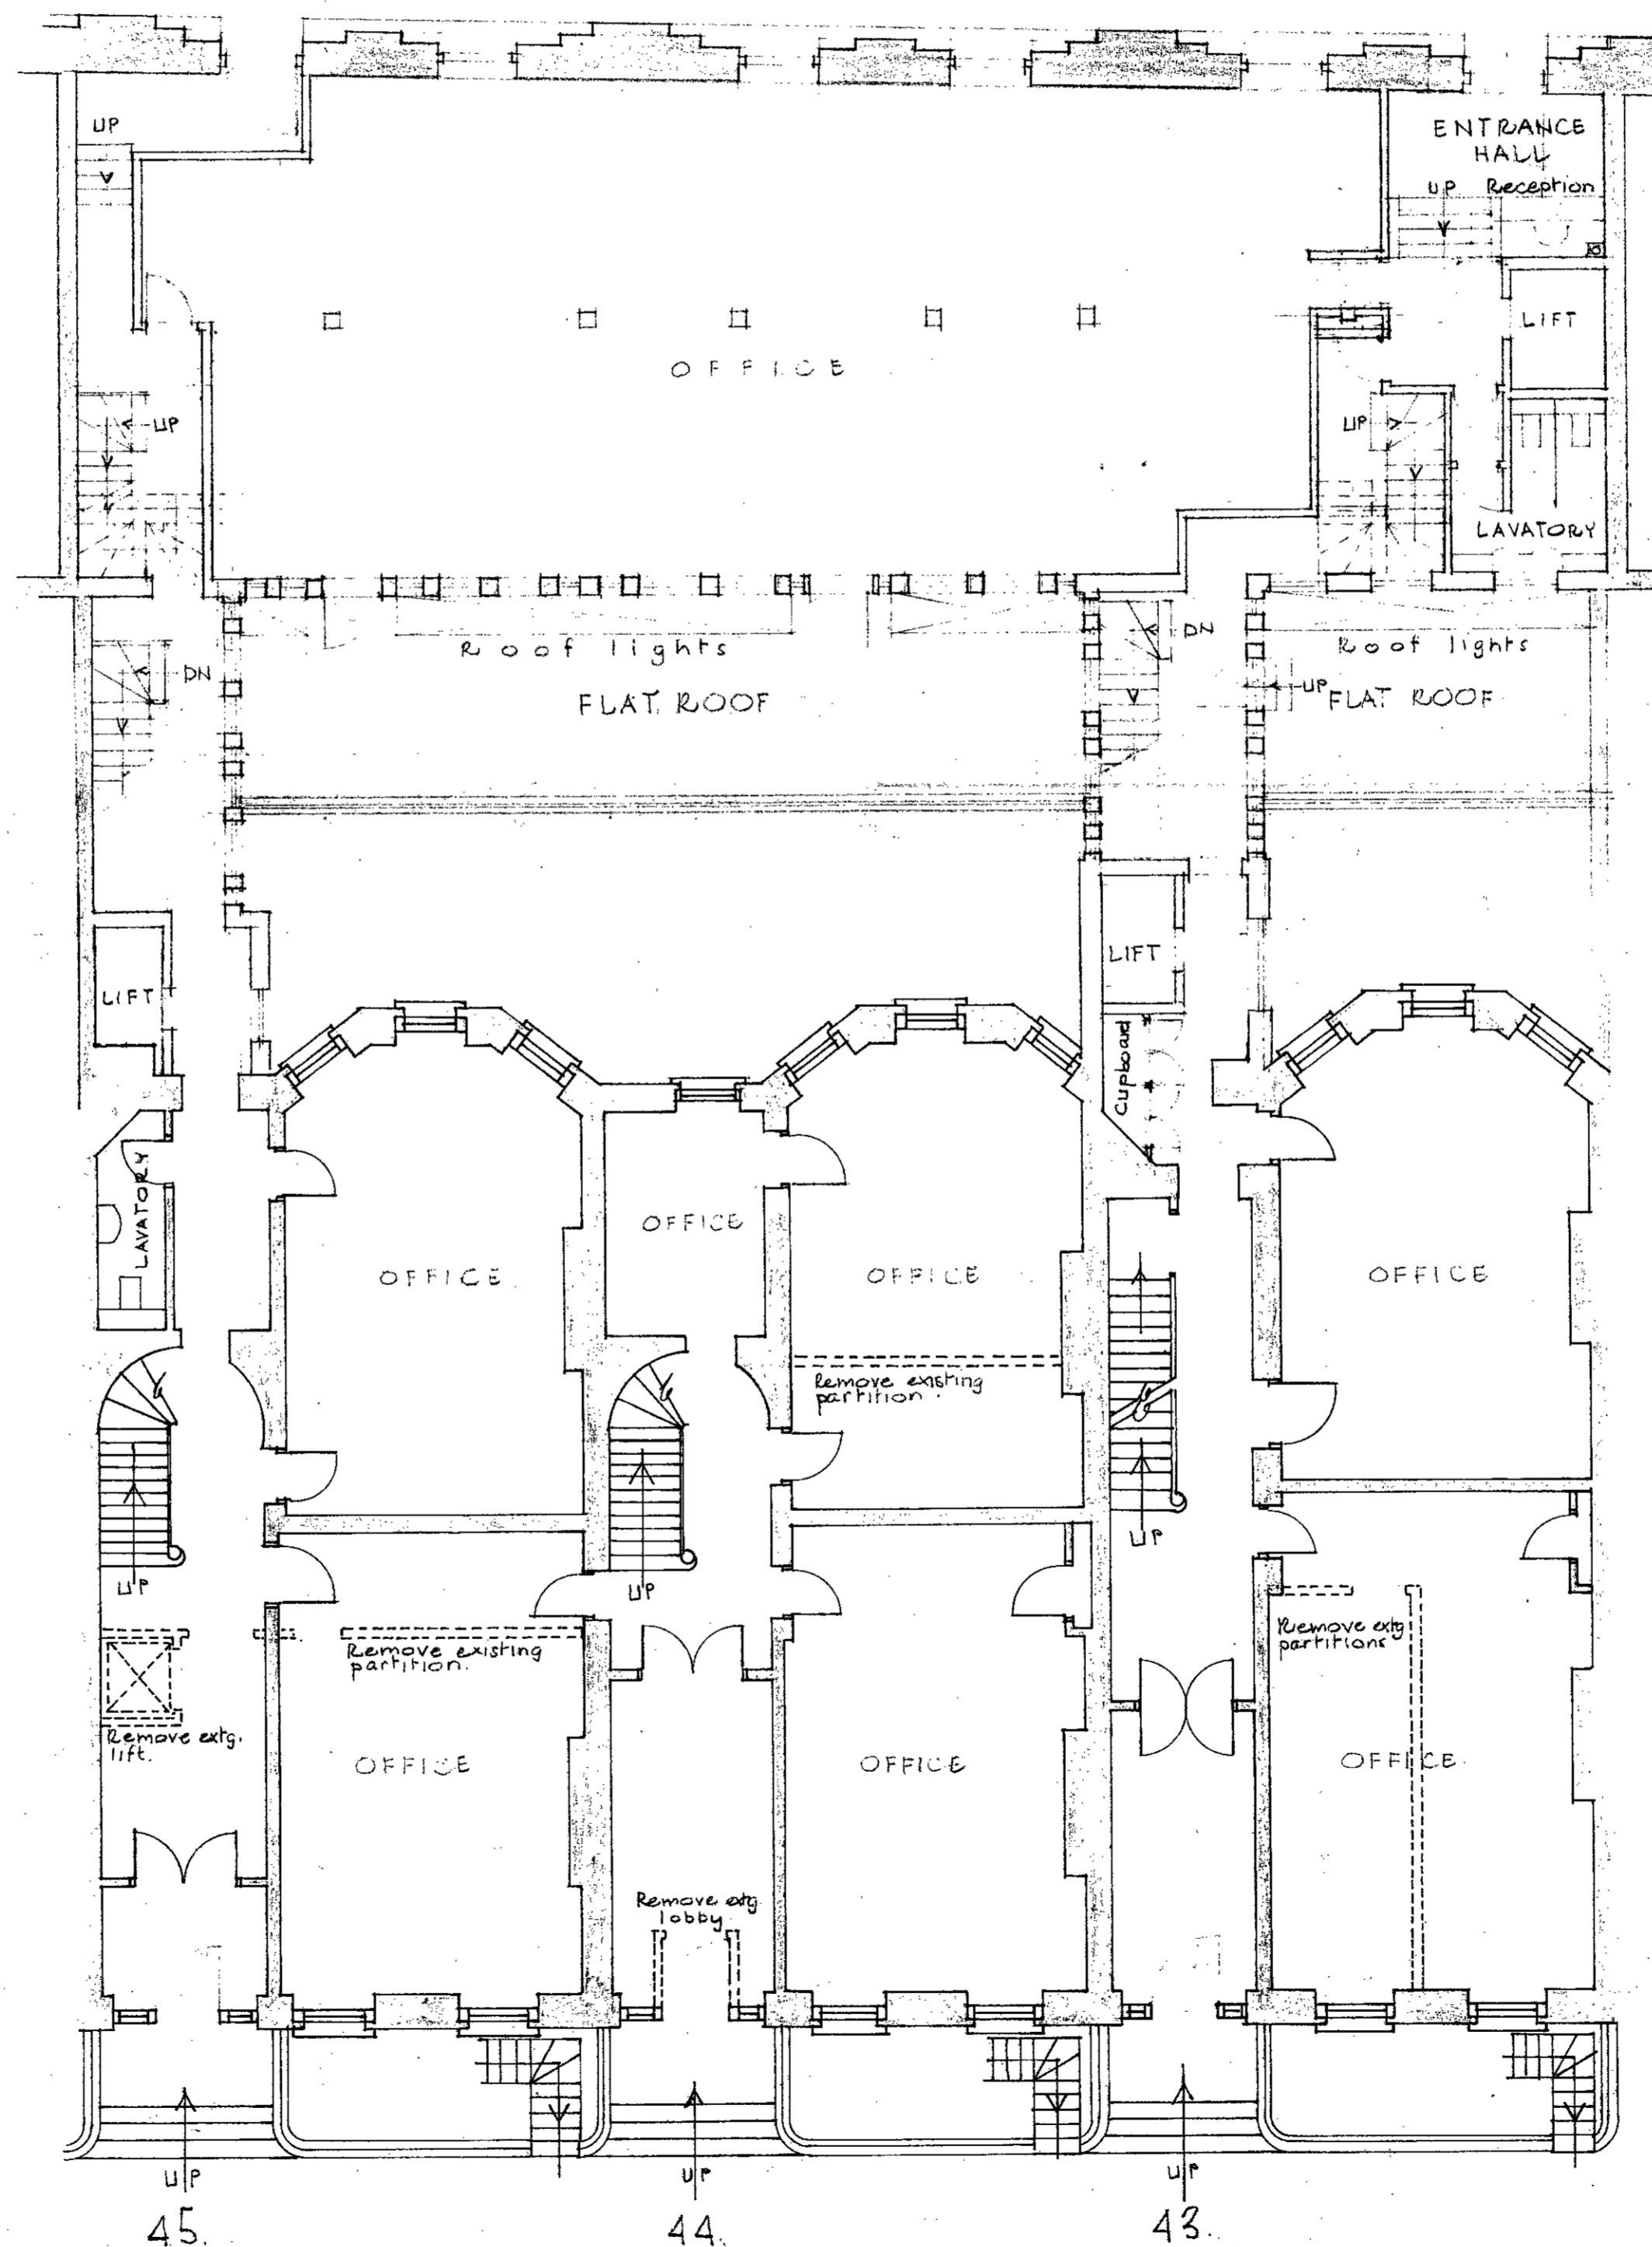 UP
ENTRANCE
HALL
UP Reception
LIFT
OFFICE
UP
UP
LAVATORY
Roof lights
DN
Roof lights
DN
FLAT ROOF
UP
FLAT ROOF
LIFT
LIFT
Cupboard
LAVATORY
OFFICE
OFFICE
OFFICE
OFFICE
Remove existing
partition.
UP
UP
UP
Remove existing
partition.
Remove extg
partitions
Remove extg.
lift.
OFFICE
OFFICE
OFFICE
Remove extg
lobby
UP
UP
UP
45.
44.
43.